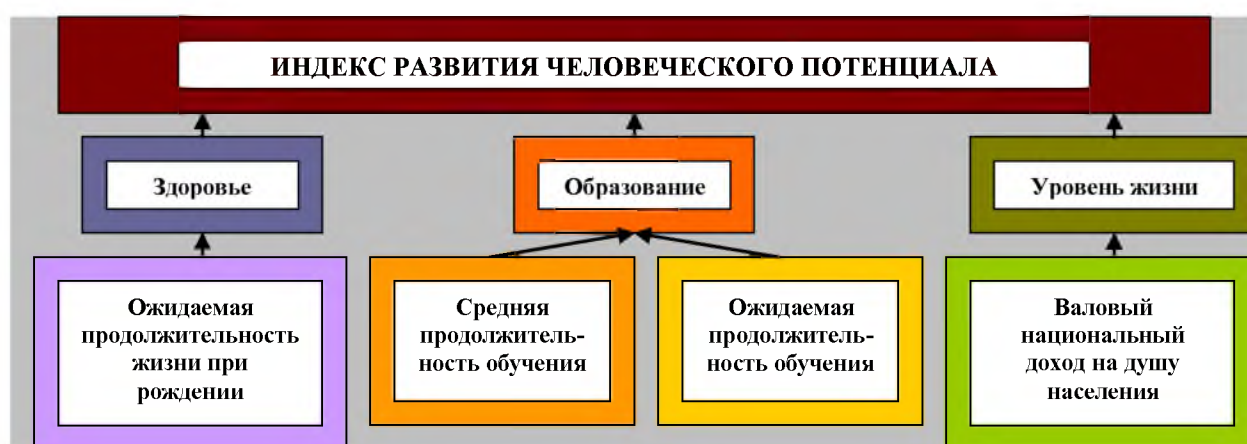 ИНДЕКС РАЗВИТИЯ ЧЕЛОВЕЧЕСКОГО ПОТЕНЦИАЛА
Здоровье
Образование
Уровень жизни
Ожидаемая
продолжительность
жизни при
рождении
Средняя
продолжитель-
ность обучения
Ожидаемая
продолжитель-
ность обучения
Валовый
национальный
доход на душу
населения